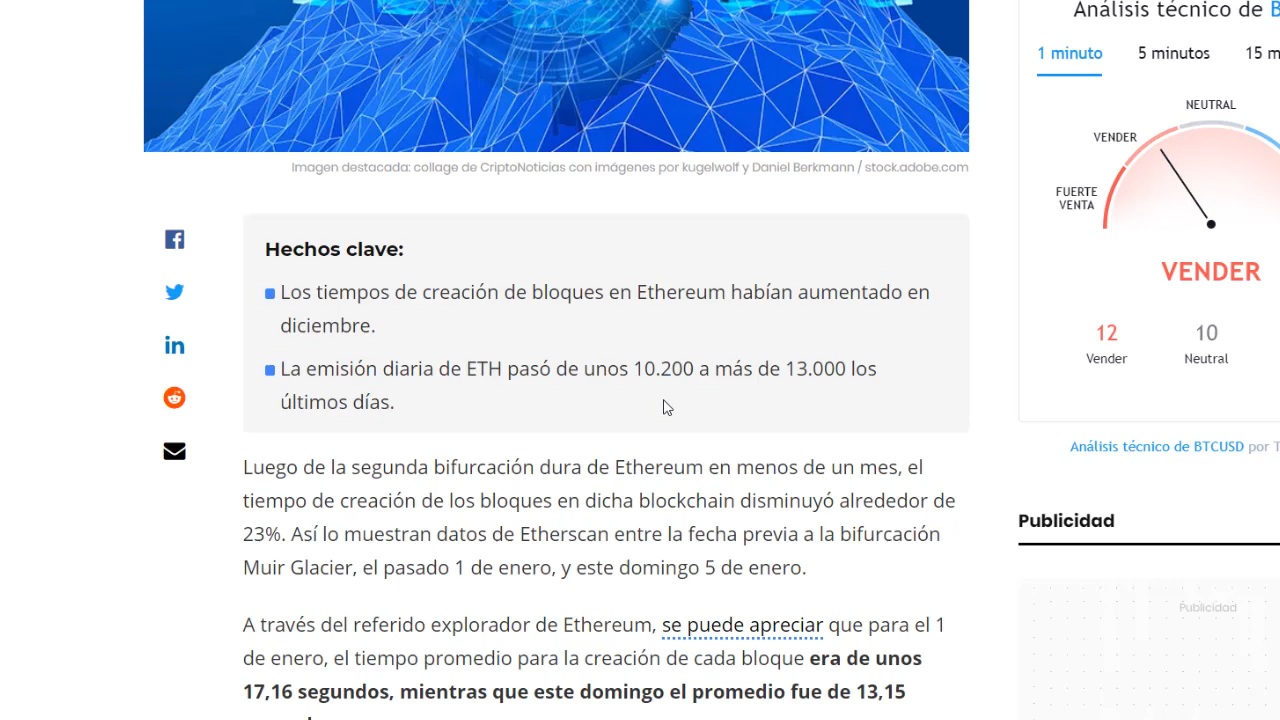 Imagen destacada: collage de CriptoNoticias con imágenes por kugelwolf y Daniel Berkmann / stock.adobe.com
Hechos clave:
Los tiempos de creación de bloques en Ethereum habían aumentado en
diciembre.
La emisión diaria de ETH pasó de unos 10.200 a más de 13.000 los
últimos días.
Luego de la segunda bifurcación dura de Ethereum en menos de un mes, el
tiempo de creación de los bloques en dicha blockchain disminuyó alrededor de
23%. Así lo muestran datos de Etherscan entre la fecha previa a la bifurcación
Muir Glacier, el pasado 1 de enero, y este domingo 5 de enero.
A través del referido explorador de Ethereum, se puede apreciar que para el 1
de enero, el tiempo promedio para la creación de cada bloque era de unos
17,16 segundos, mientras que este domingo el promedio fue de 13,15
Análisis técnico de
1 minuto 5 minutos 15
NEUTRAL
VENDER
FUERTE
VENTA
VENDER
12 10
Vender Neutral
Análisis técnico de BTCUSD por
Publicidad
Publicidad